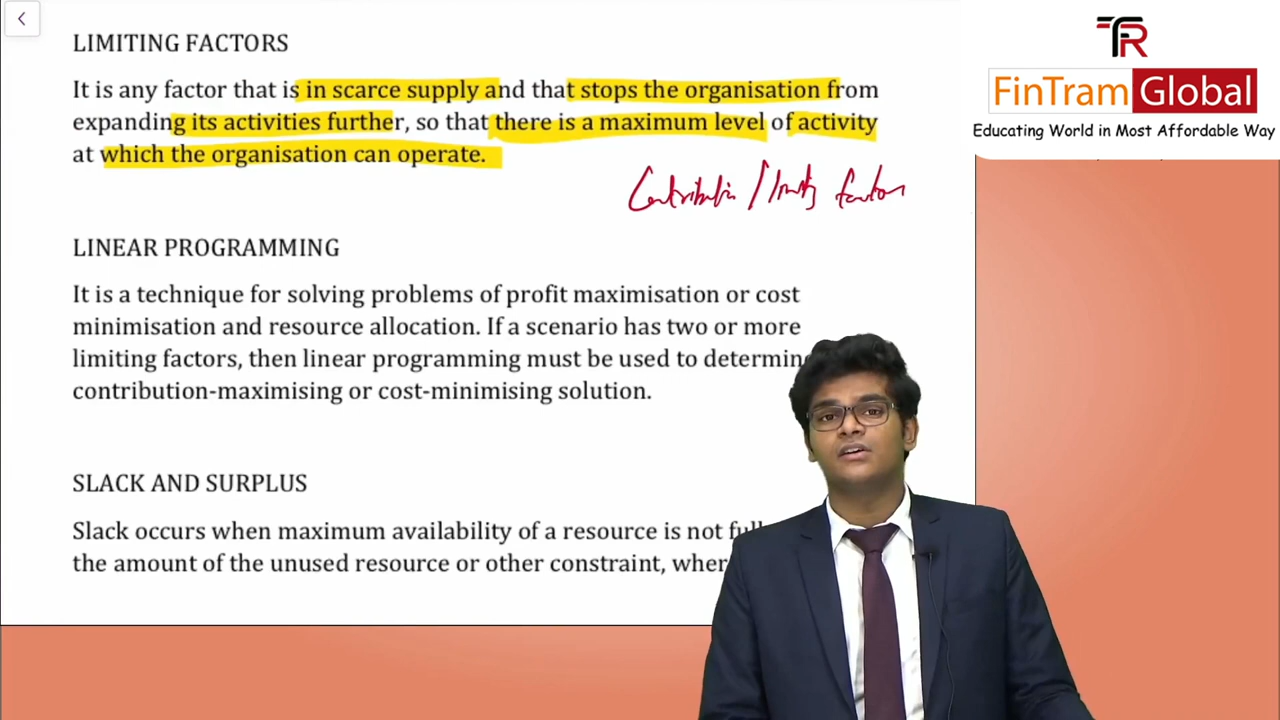 LIMITING FACTORS
It is any factor that is in scarce supply and that stops the organisation from
expanding its activities further, so that there is a maximum level of activity
at which the organisation can operate.
Contribution / limiting factor
LINEAR PROGRAMMING
It is a technique for solving problems of profit maximisation or cost
minimisation and resource allocation. If a scenario has two or more
limiting factors, then linear programming must be used to determin
contribution-maximising or cost-minimising solution.
SLACK AND SURPLUS
Slack occurs when maximum availability of a resource is not ful
the amount of the unused resource or other constraint, wher
TR
FinTram Global
Educating World in Most Affordable Way